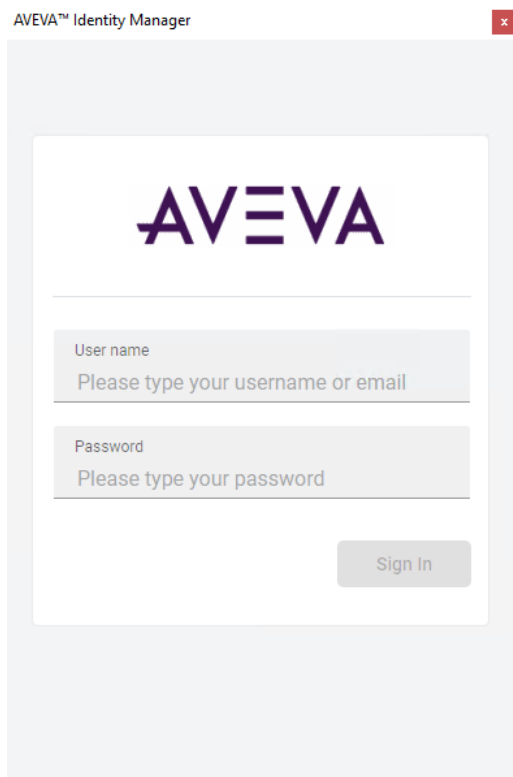 AVEVA™ Identity Manager
x
AVEVA
User name
Please type your username or email
Password
Please type your password
Sign In